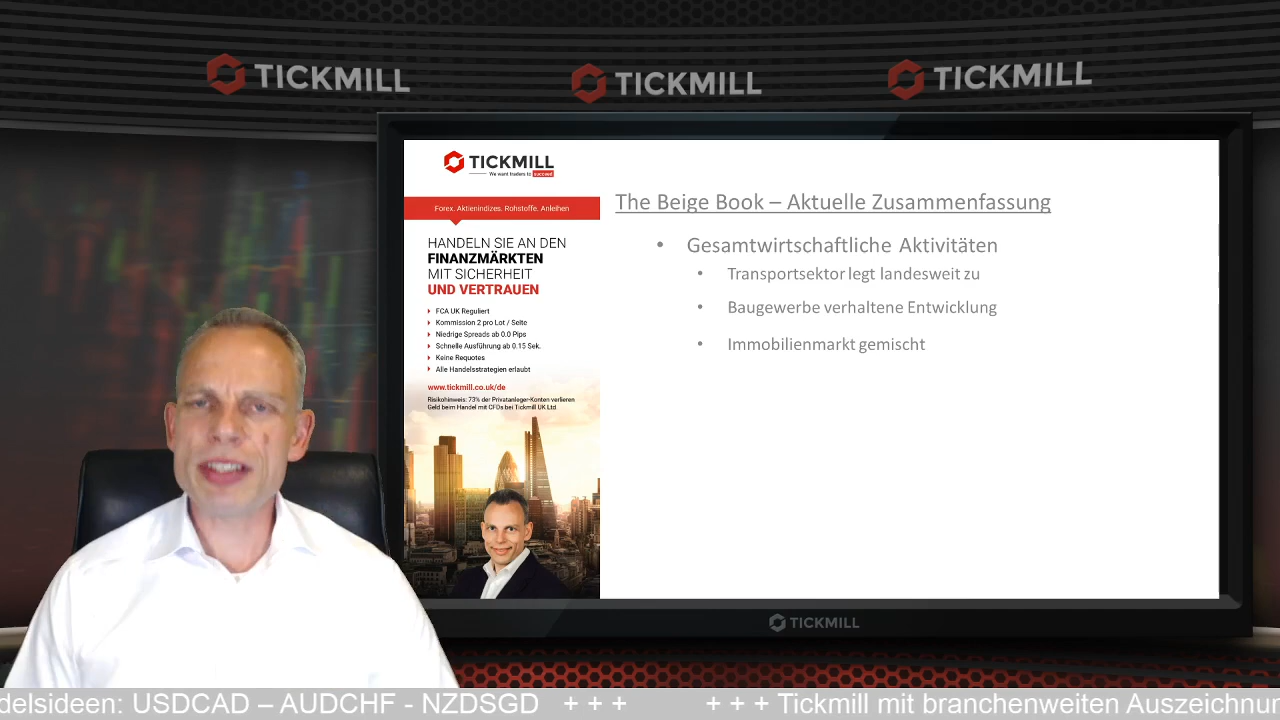 TICKMILL
TICKMILL
TICKMILL
TICKMILL
We want traders to succeed
Forex. Aktienindizes. Rohstoffe. Anleihen
HANDELN SIE AN DEN
FINANZMÄRKTEN
MIT SICHERHEIT
UND VERTRAUEN
FCA UK Reguliert
Kommission 2 pro Lot / Seite
Niedrige Spreads ab 0.0 Pips
Schnelle Ausführung ab 0.15 Sek.
Keine Requotes
Alle Handelsstrategien erlaubt
www.tickmill.co.uk/de
Risikohinweis: 73% der Privatanleger-Konten verlieren
Geld beim Handel mit CFDs bei Tickmill UK Ltd.
The Beige Book – Aktuelle Zusammenfassung
• Gesamtwirtschaftliche Aktivitäten
• Transportsektor legt landesweit zu
• Baugewerbe verhaltene Entwicklung
• Immobilienmarkt gemischt
TICKMILL
delsideen: USDCAD – AUDCHF - NZDSGD + + + + + + Tickmill mit branchenweiten Auszeichnun